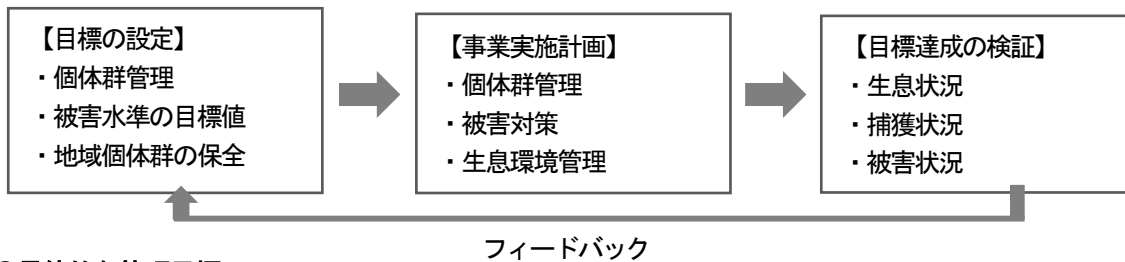 【目標の設定】
・個体群管理
・被害水準の目標値
・地域個体群の保全
【事業実施計画】
・個体群管理
・被害対策
・生息環境管理
【目標達成の検証】
・生息状況
・捕獲状況
・被害状況
フィードバック